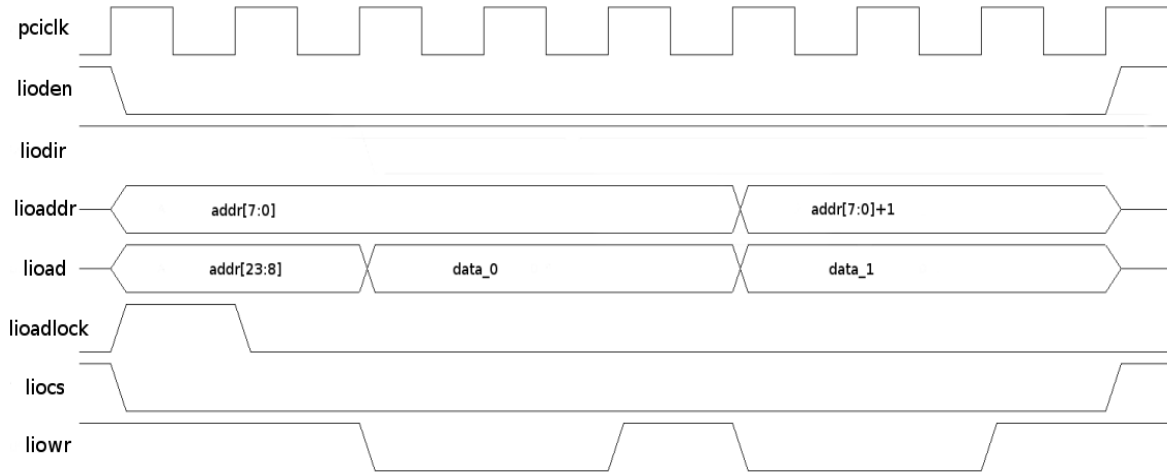 pciclk
lioden
liodir
lioaddr addr[7:0] addr[7:0]+1
lioad addr[23:8] data_0 data_1
lioadlock
liocs
liowr